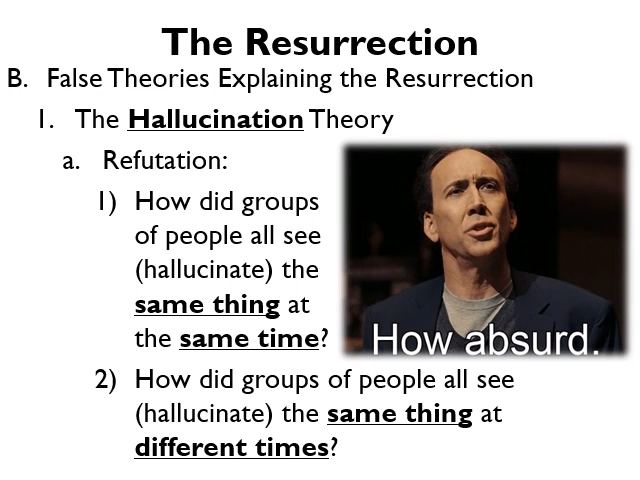 The Resurrection
B. False Theories Explaining the Resurrection
1. The Hallucination Theory
a. Refutation:
1) How did groups
of people all see
(hallucinate) the
same thing at
the same time?
How absurd.
2) How did groups of people all see
(hallucinate) the same thing at
different times?